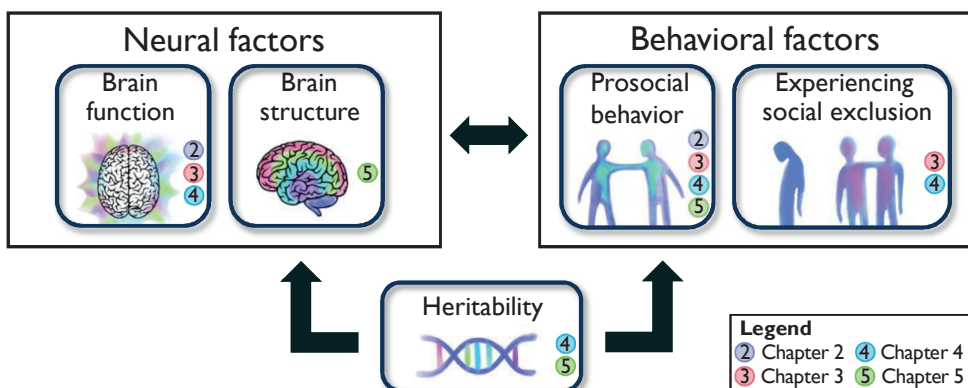 Neural factors
Brain
function
2
3
4
Brain
structure
5
Behavioral factors
Prosocial
behavior
2
3
4
5
Experiencing
social exclusion
3
4
Heritability
4
5
Legend
2 Chapter 2 4 Chapter 4
3 Chapter 3 5 Chapter 5